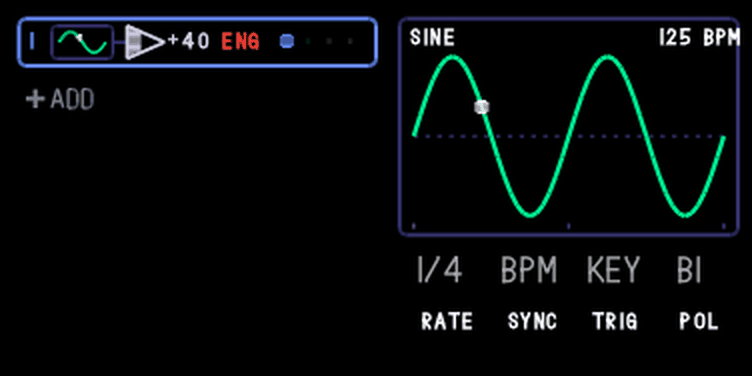 1 +40 ENG
+ ADD
SINE 125 BPM
1/4 BPM KEY BI
RATE SYNC TRIG POL